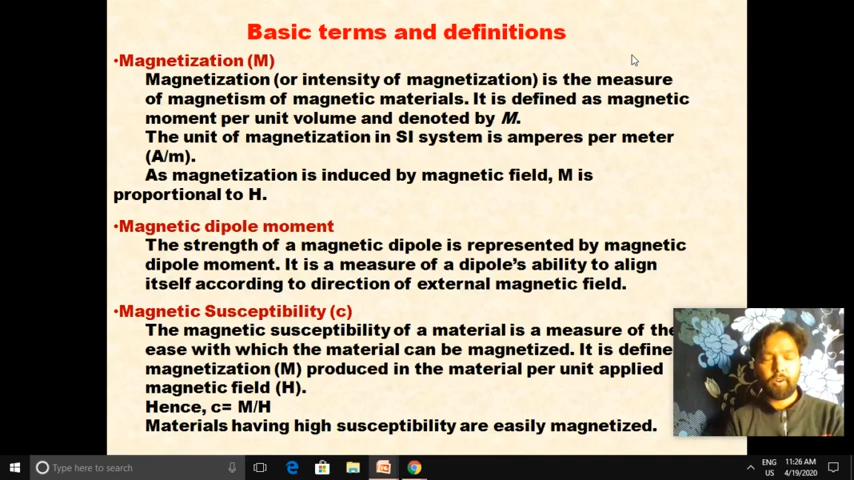 Basic terms and definitions
•Magnetization (M)
Magnetization (or intensity of magnetization) is the measure
of magnetism of magnetic materials. It is defined as magnetic
moment per unit volume and denoted by M.
The unit of magnetization in SI system is amperes per meter
(A/m).
As magnetization is induced by magnetic field, M is
proportional to H.
•Magnetic dipole moment
The strength of a magnetic dipole is represented by magnetic
dipole moment. It is a measure of a dipole's ability to align
itself according to direction of external magnetic field.
•Magnetic Susceptibility (c)
The magnetic susceptibility of a material is a measure of the
ease with which the material can be magnetized. It is define
magnetization (M) produced in the material per unit applied
magnetic field (H).
Hence, c= M/H
Materials having high susceptibility are easily magnetized.
Type here to search
ENG
US
11:26 AM
4/19/2020